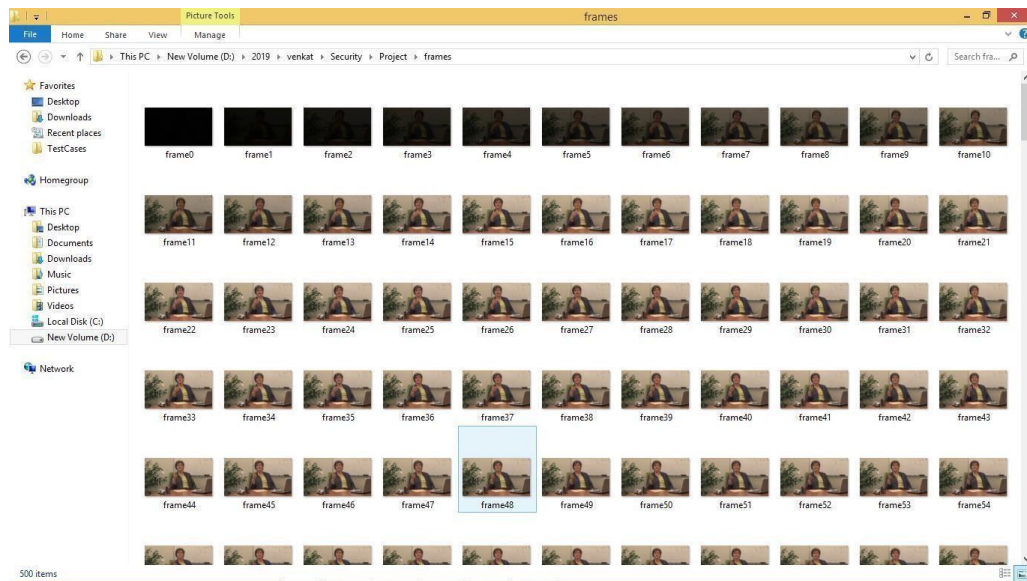 Picture Tools
frames
File Home Share View Manage
This PC New Volume (D:) 2019 venkat Security Project frames
Search fra...
Favorites
Desktop
Downloads
Recent places
TestCases
Homegroup
This PC
Desktop
Documents
Downloads
Music
Pictures
Videos
Local Disk (C:)
New Volume (D:)
Network
frame0 frame1 frame2 frame3 frame4 frame5 frame6 frame7 frame8 frame9 frame10
frame11 frame12 frame13 frame14 frame15 frame16 frame17 frame18 frame19 frame20 frame21
frame22 frame23 frame24 frame25 frame26 frame27 frame28 frame29 frame30 frame31 frame32
frame33 frame34 frame35 frame36 frame37 frame38 frame39 frame40 frame41 frame42 frame43
frame44 frame45 frame46 frame47 frame48 frame49 frame50 frame51 frame52 frame53 frame54
500 items